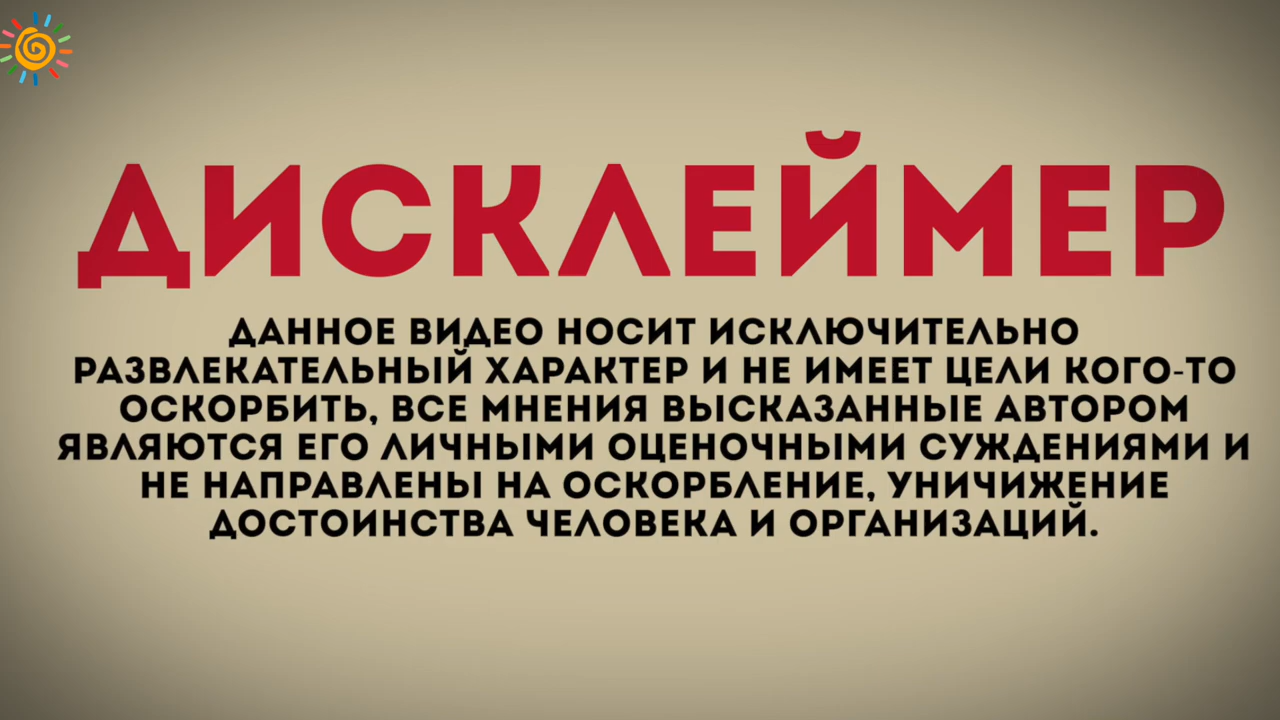 ДИСКЛЕЙМЕР
ДАННОЕ ВИДЕО НОСИТ ИСКЛЮЧИТЕЛЬНО
РАЗВЛЕКАТЕЛЬНЫЙ ХАРАКТЕР И НЕ ИМЕЕТ ЦЕЛИ КОГО-ТО
ОСКОРБИТЬ, ВСЕ МНЕНИЯ ВЫСКАЗАННЫЕ АВТОРОМ
ЯВЛЯЮТСЯ ЕГО ЛИЧНЫМИ ОЦЕНОЧНЫМИ СУЖДЕНИЯМИ И
НЕ НАПРАВЛЕНЫ НА ОСКОРБЛЕНИЕ, УНИЧИЖЕНИЕ
ДОСТОИНСТВА ЧЕЛОВЕКА И ОРГАНИЗАЦИЙ.